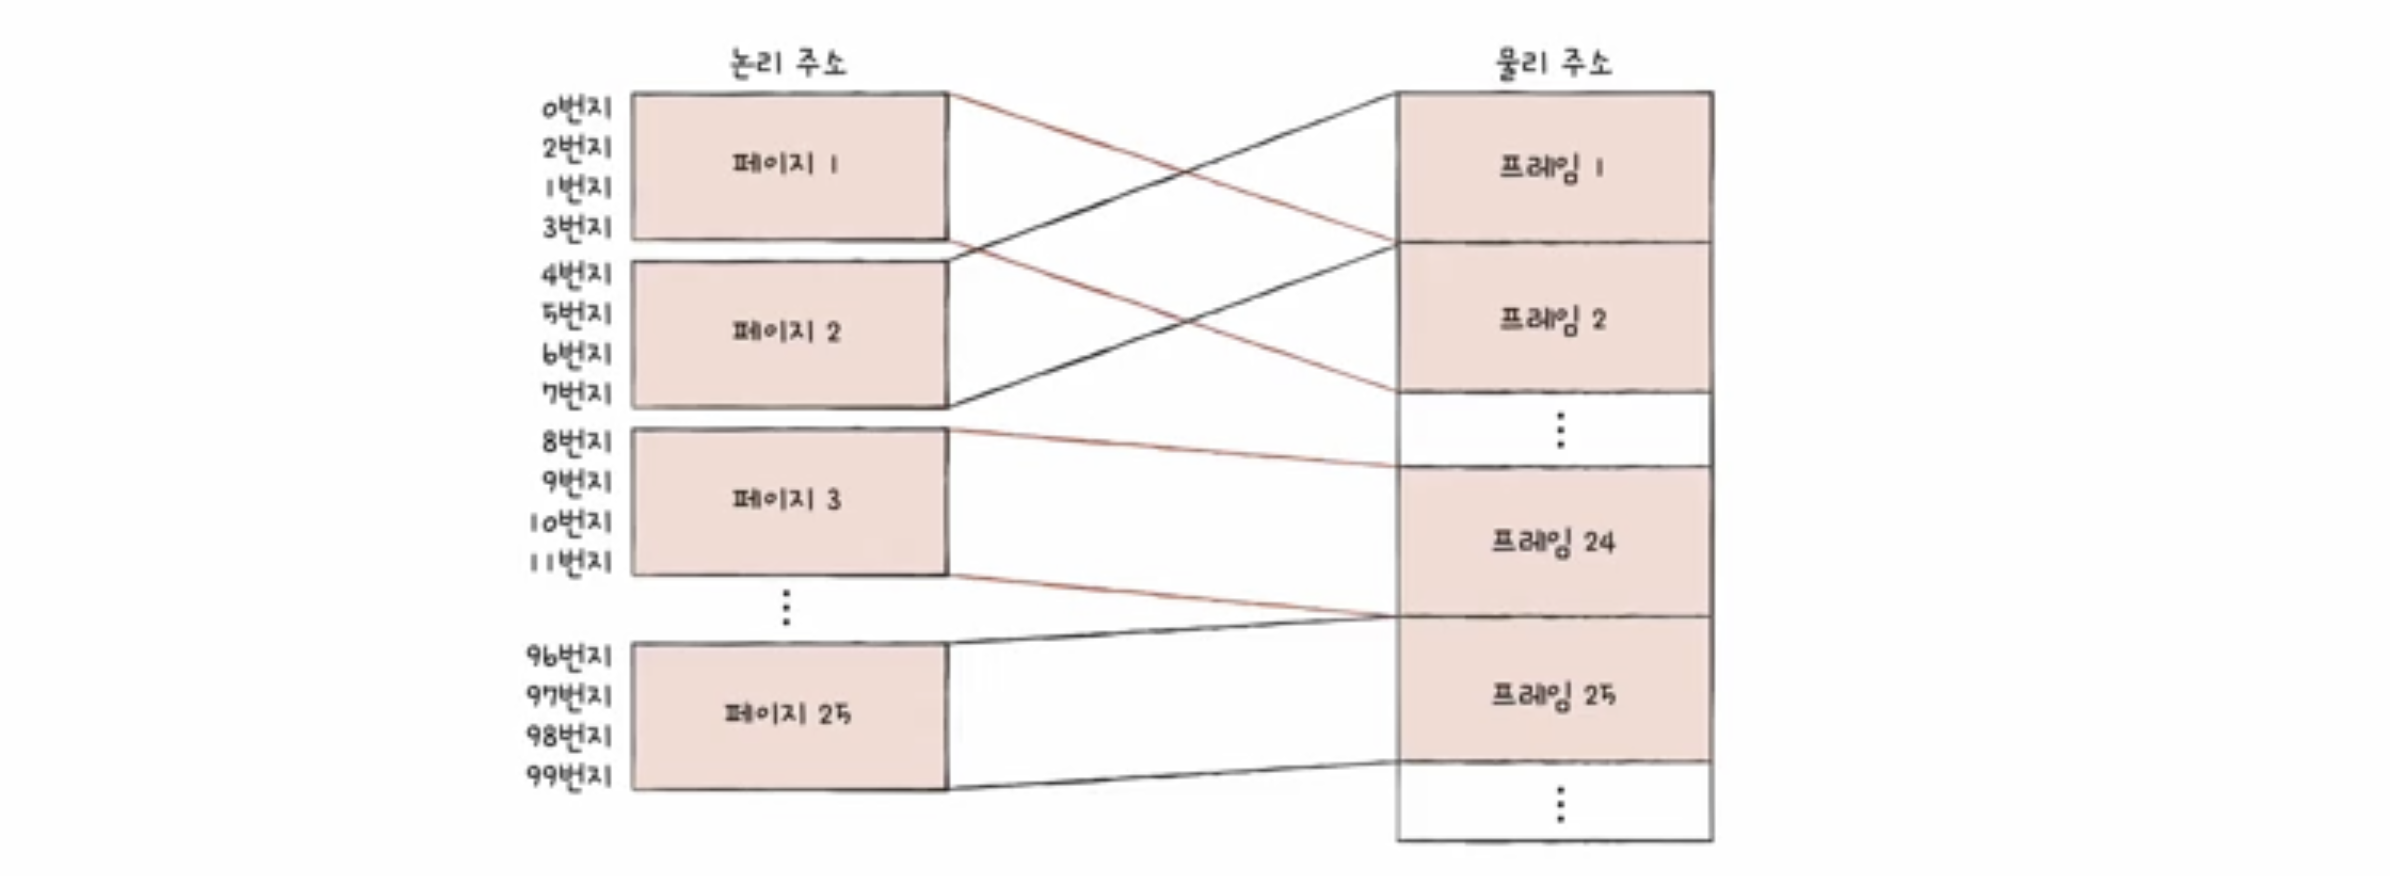 논리 주소
0번지
2번지
1번지
3번지
페이지 1
4번지
5번지
6번지
7번지
페이지 2
8번지
9번지
10번지
11번지
페이지 3
⋮
96번지
97번지
98번지
99번지
페이지 25
물리 주소
프레임 1
프레임 2
⋮
프레임 24
프레임 25
⋮